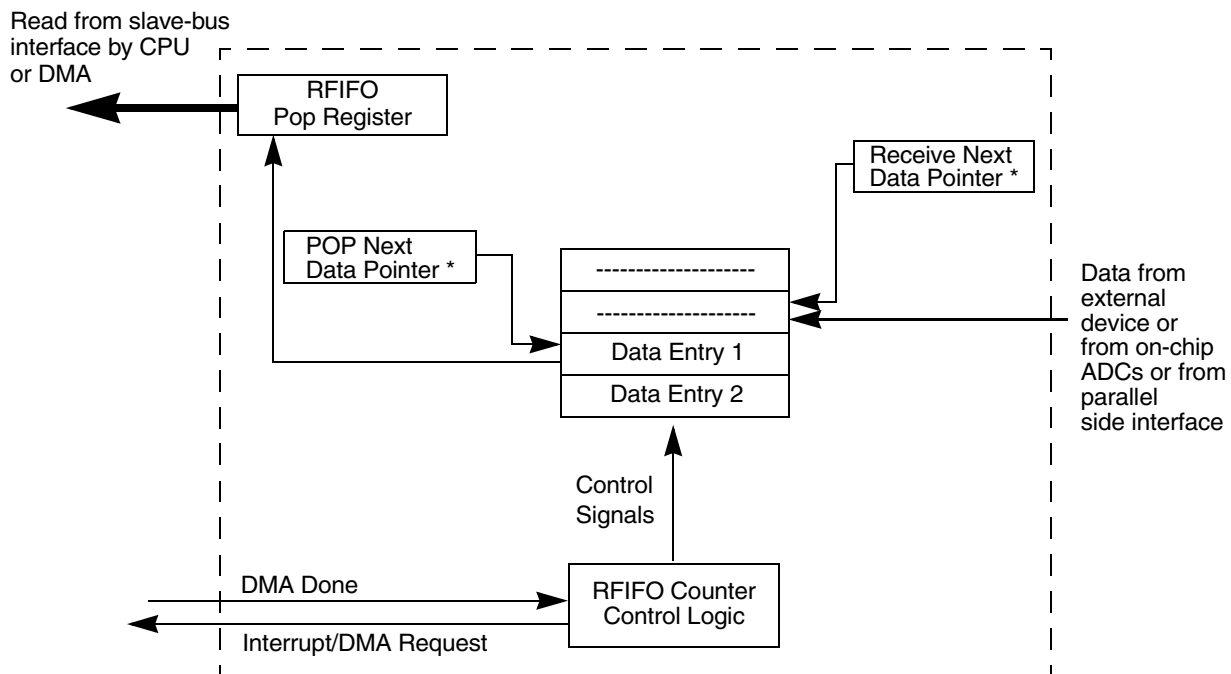 Read from slave-bus
interface by CPU
or DMA
RFIFO
Pop Register
Receive Next
Data Pointer *
POP Next
Data Pointer *
--------------------
--------------------
Data Entry 1
Data Entry 2
Data from
external
device or
from on-chip
ADCs or from
parallel
side interface
Control
Signals
DMA Done
RFIFO Counter
Control Logic
Interrupt/DMA Request